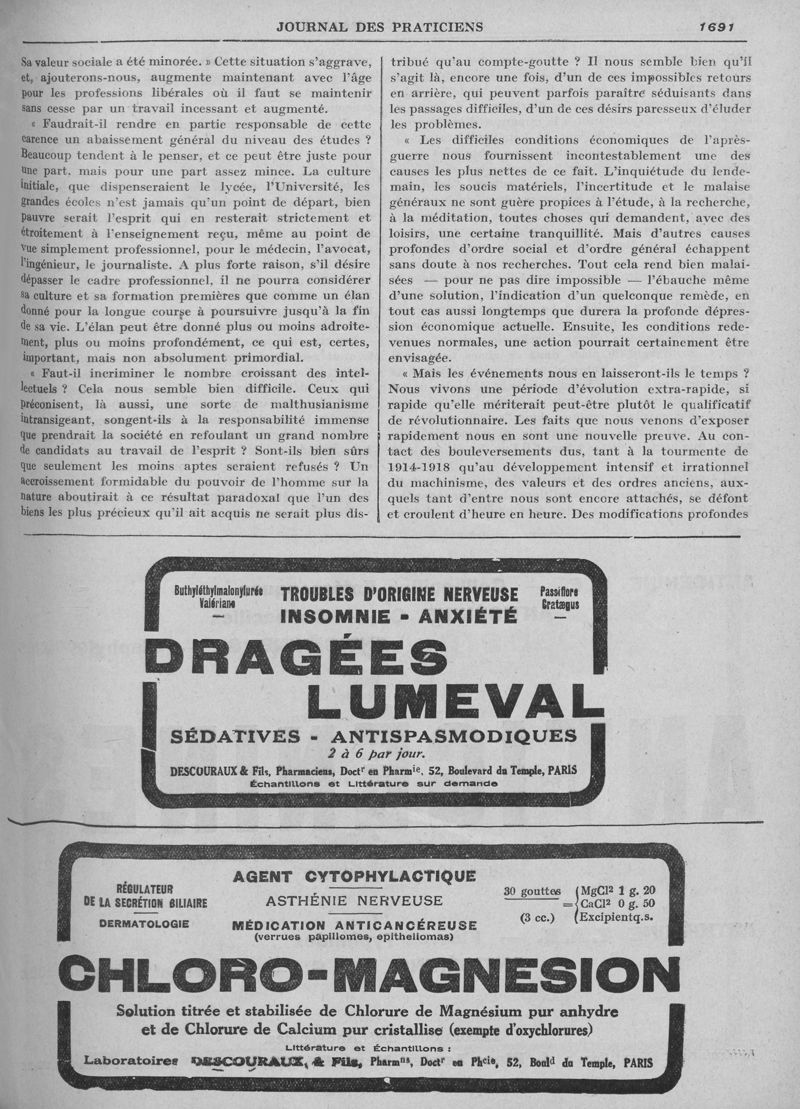 JOURNAL DES PRATICIENS 1691
Sa valeur sociale a été minorée. » Cette situation s'aggrave,
et, ajouterons-nous, augmente maintenant avec l'âge
pour les professions libérales où il faut se maintenir
sans cesse par un travail incessant et augmenté.
« Faudrait-il rendre en partie responsable de cette
carence un abaissement général du niveau des études ?
Beaucoup tendent à le penser, et ce peut être juste pour
une part, mais pour une part assez mince. La culture
initiale, que dispenseraient le lycée, l'Université, les
grandes écoles n'est jamais qu'un point de départ, bien
pauvre serait l'esprit qui en resterait strictement et
étroitement à l'enseignement reçu, même au point de
vue simplement professionnel, pour le médecin, l'avocat,
l'ingénieur, le journaliste. A plus forte raison, s'il désire
dépasser le cadre professionnel, il ne pourra considérer
sa culture et sa formation premières que comme un élan
donné pour la longue course à poursuivre jusqu'à la fin
de sa vie. L'élan peut être donné plus ou moins adroite-
ment, plus ou moins profondément, ce qui est, certes,
important, mais non absolument primordial.
« Faut-il incriminer le nombre croissant des intel-
lectuels ? Cela nous semble bien difficile. Ceux qui
préconisent, là aussi, une sorte de malthusianisme
intransigeant, songent-ils à la responsabilité immense
que prendrait la société en refoulant un grand nombre
de candidats au travail de l'esprit ? Sont-ils bien sûrs
que seulement les moins aptes seraient refusés ? Un
accroissement formidable du pouvoir de l'homme sur la
nature aboutirait à ce résultat paradoxal que l'un des
biens les plus précieux qu'il ait acquis ne serait plus dis-
tribué qu'au compte-goutte ? Il nous semble bien qu'il
s'agit là, encore une fois, d'un de ces impossibles retours
en arrière, qui peuvent parfois paraître séduisants dans
les passages difficiles, d'un de ces désirs paresseux d'éluder
les problèmes.
« Les difficiles conditions économiques de l'après-
guerre nous fournissent incontestablement une des
causes les plus nettes de ce fait. L'inquiétude du lende-
main, les soucis matériels, l'incertitude et le malaise
généraux ne sont guère propices à l'étude, à la recherche,
à la méditation, toutes choses qui demandent, avec des
loisirs, une certaine tranquillité. Mais d'autres causes
profondes d'ordre social et d'ordre général échappent
sans doute à nos recherches. Tout cela rend bien malai-
sées — pour ne pas dire impossible — l'ébauche même
d'une solution, l'indication d'un quelconque remède, en
tout cas aussi longtemps que durera la profonde dépres-
sion économique actuelle. Ensuite, les conditions rede-
venues normales, une action pourrait certainement être
envisagée.
« Mais les événements nous en laisseront-ils le temps ?
Nous vivons une période d'évolution extra-rapide, si
rapide qu'elle mériterait peut-être plutôt le qualificatif
de révolutionnaire. Les faits que nous venons d'exposer
rapidement nous en sont une nouvelle preuve. Au con-
tact des bouleversements dus, tant à la tourmente de
1914-1918 qu'au développement intensif et irrationnel
du machinisme, des valeurs et des ordres anciens, aux-
quels tant d'entre nous sont encore attachés, se défont
et croulent d'heure en heure. Des modifications profondes
Buthyléthylmalonylurée
Valériane
TROUBLES D'ORIGINE NERVEUSE
INSOMNIE - ANXIÉTÉ
Passiflore
Cratægus
DRAGÉES
LUMEVAL
SÉDATIVES - ANTISPASMODIQUES
2 à 6 par jour.
DESCOURAUX & Fils, Pharmaciens, Doctr en Pharmie, 52, Boulevard du Temple, PARIS
Échantillons et Littérature sur demande
RÉGULATEUR
DE LA SECRÉTION BILIAIRE
DERMATOLOGIE
AGENT CYTOPHYLACTIQUE
ASTHÉNIE NERVEUSE
MÉDICATION ANTICANCÉREUSE
(verrues papillomes, epitheliomas)
30 gouttes
(3 cc.)
=
MgCl2 1 g. 20
CaCl2 0 g. 50
Excipient q.s.
CHLORO-MAGNESION
Solution titrée et stabilisée de Chlorure de Magnésium pur anhydre
et de Chlorure de Calcium pur cristallise (exempte d'oxychlorures)
Littérature et Échantillons :
Laboratoires DESCOURAUX, & Fils, Pharmns, Doctr en Phcie, 52, Bould du Temple, PARIS